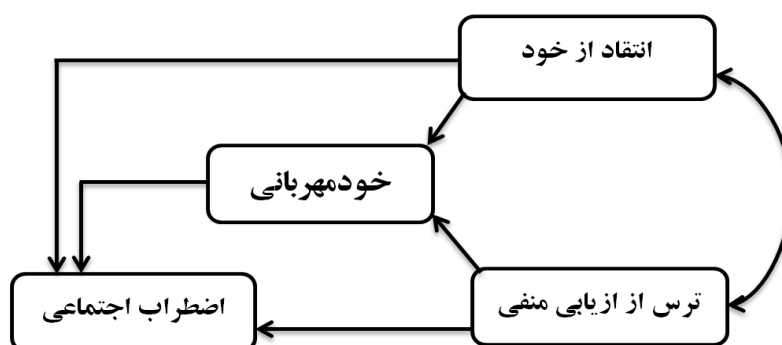 انتقاد از خود
خودمهربانی
ترس از ازیابی منفی
اضطراب اجتماعی